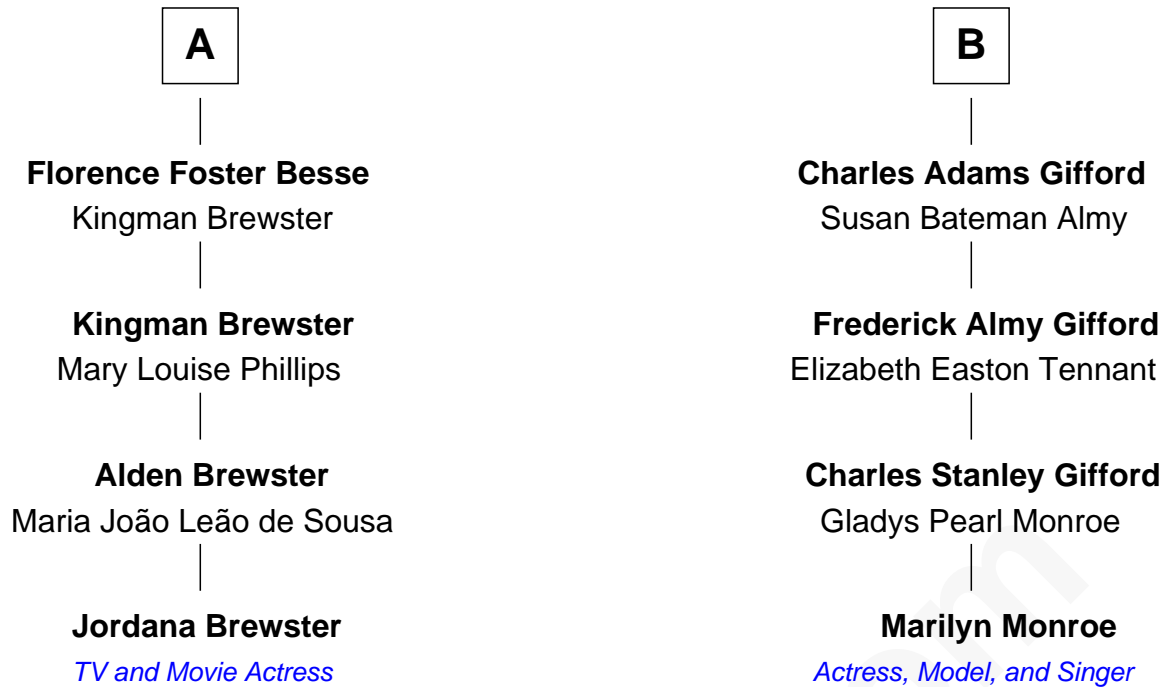 A
B
Florence Foster Besse
Kingman Brewster
Charles Adams Gifford
Susan Bateman Almy
Kingman Brewster
Mary Louise Phillips
Frederick Almy Gifford
Elizabeth Easton Tennant
Alden Brewster
Maria João Leão de Sousa
Charles Stanley Gifford
Gladys Pearl Monroe
Jordana Brewster
TV and Movie Actress
Marilyn Monroe
Actress, Model, and Singer